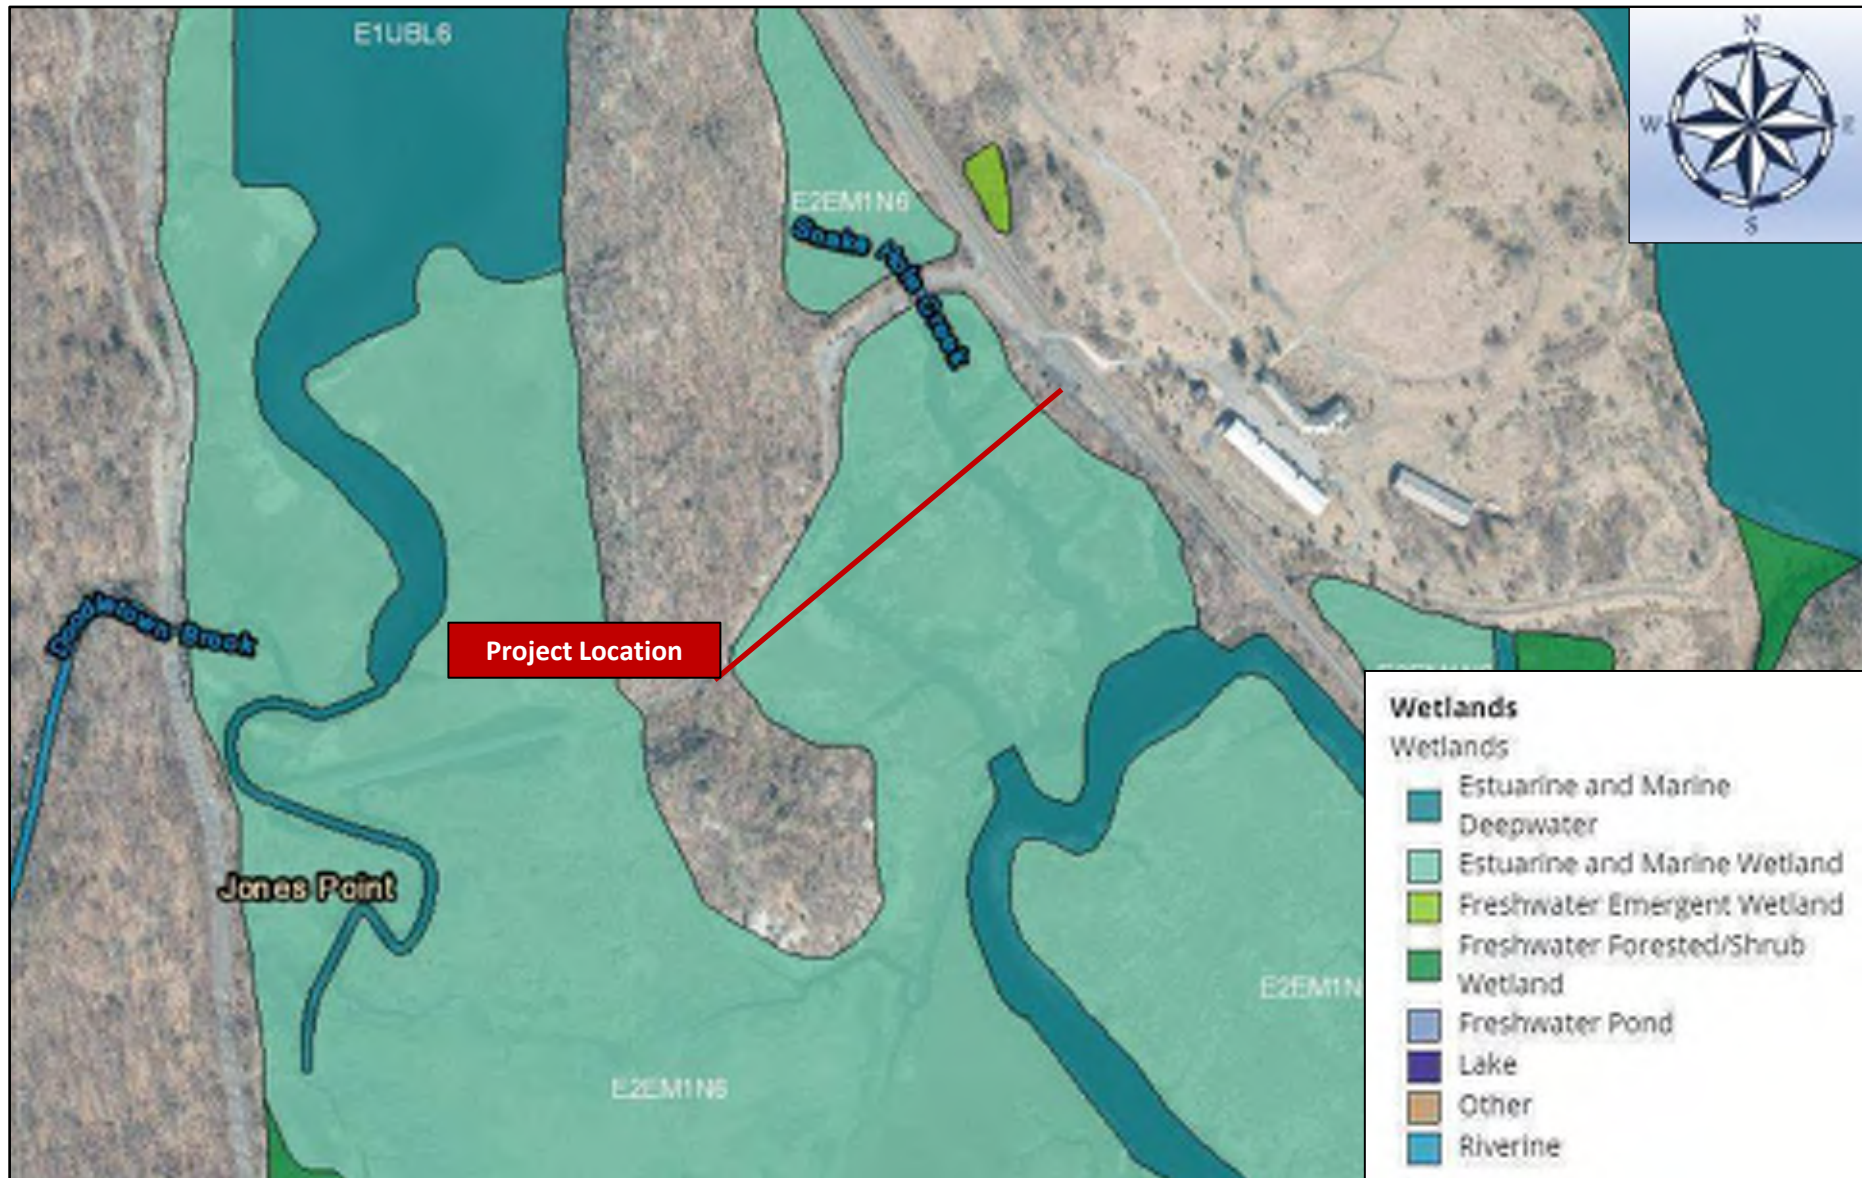 E1UBL6
N
W
E
S
E2EM1N6
Snake Hole Creek
Doodletown Brook
Project Location
Jones Point
E2EM1N
E2EM1N6
Wetlands
Wetlands
Estuarine and Marine
Deepwater
Estuarine and Marine Wetland
Freshwater Emergent Wetland
Freshwater Forested/Shrub
Wetland
Freshwater Pond
Lake
Other
Riverine